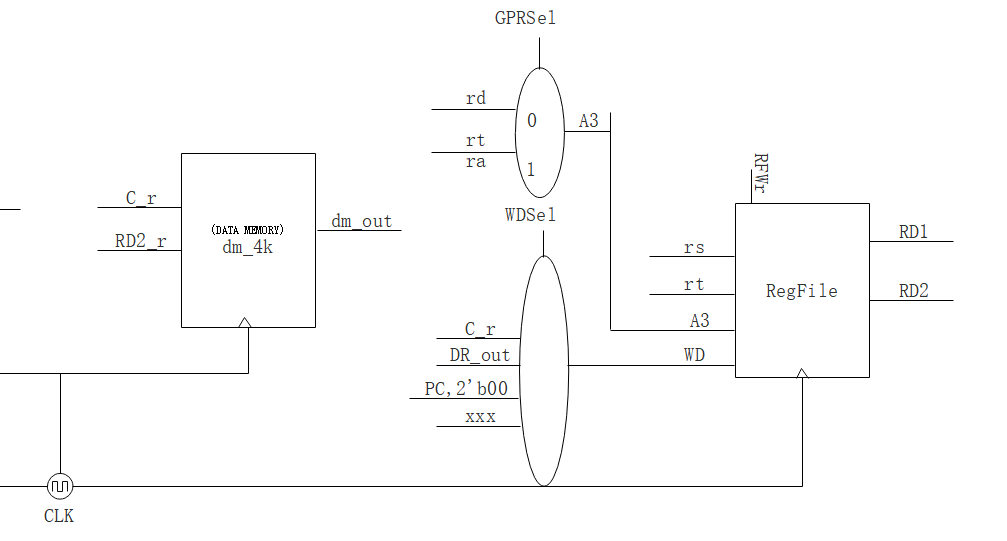 GPRSel
rd
0
A3
rt
ra
1
RFWr
C_r
(DATA MEMORY)
dm_4k
RD2_r
dm_out
WDSel
rs
RD1
rt
RegFile
RD2
A3
C_r
DR_out
WD
PC,2'b00
xxx
CLK